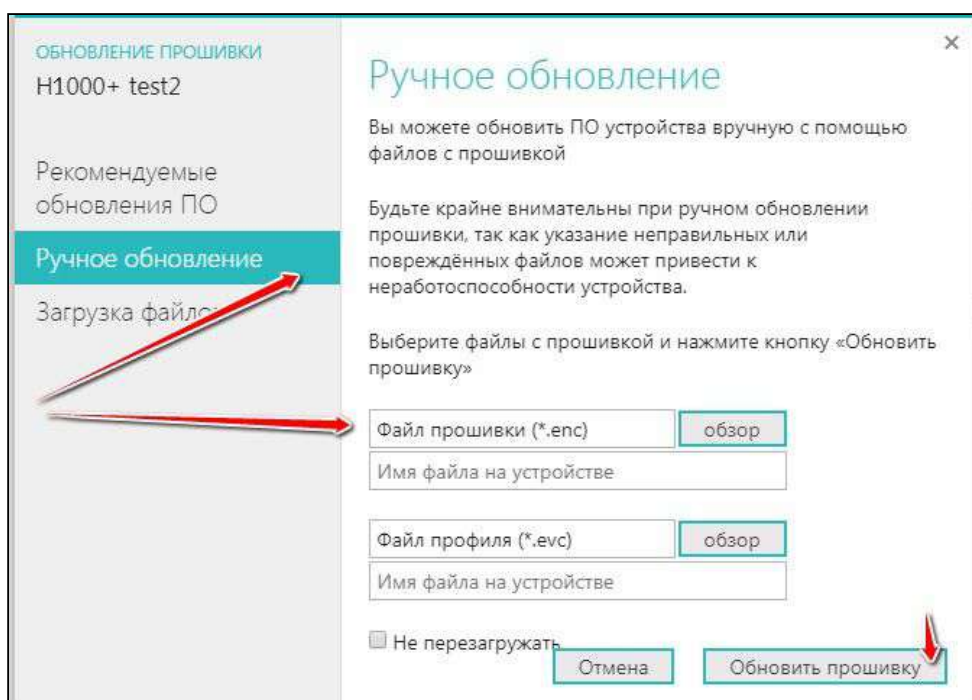 ОБНОВЛЕНИЕ ПРОШИВКИ
H1000+ test2
Рекомендуемые
обновления ПО
Ручное обновление
Загрузка
Ручное обновление
Вы можете обновить ПО устройства вручную с помощью
файлов с прошивкой
Будьте крайне внимательны при ручном обновлении
прошивки, так как указание неправильных или
повреждённых файлов может привести к
неработоспособности устройства.
Выберите файлы с прошивкой и нажмите кнопку «Обновить
прошивку»
Файл прошивки (*.enc) обзор
Имя файла на устройстве
Файл профиля (*.evc) обзор
Имя файла на устройстве
Не перезагружать
Отмена Обновить прошивку